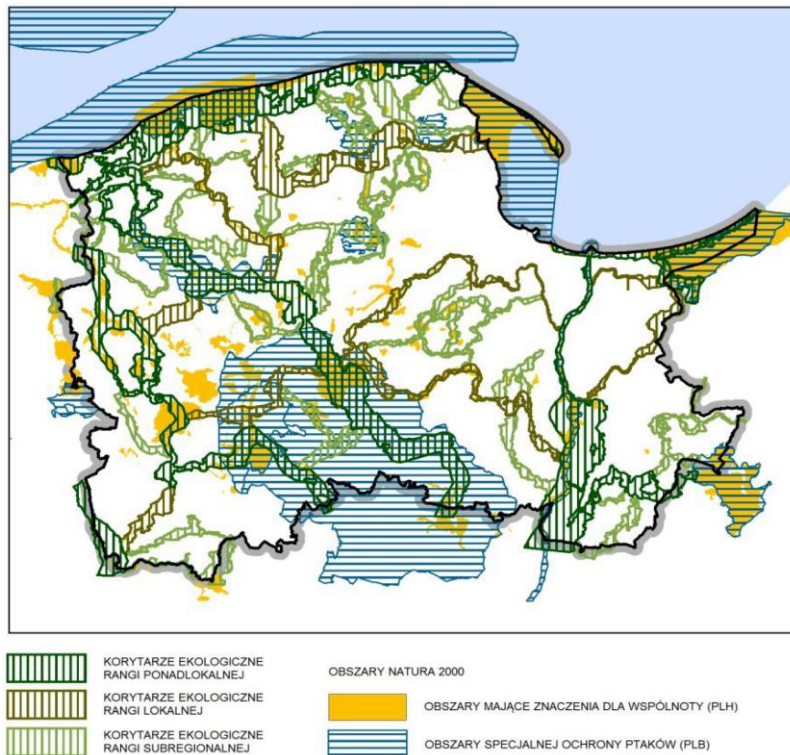 KORYTARZE EKOLOGICZNE
RANGI PONADLOKALNEJ
KORYTARZE EKOLOGICZNE
RANGI LOKALNEJ
KORYTARZE EKOLOGICZNE
RANGI SUBREGIONALNEJ
OBSZARY NATURA 2000
OBSZARY MAJĄCE ZNACZENIA DLA WSPÓLNOTY (PLH)
OBSZARY SPECJALNEJ OCHRONY PTAKÓW (PLB)